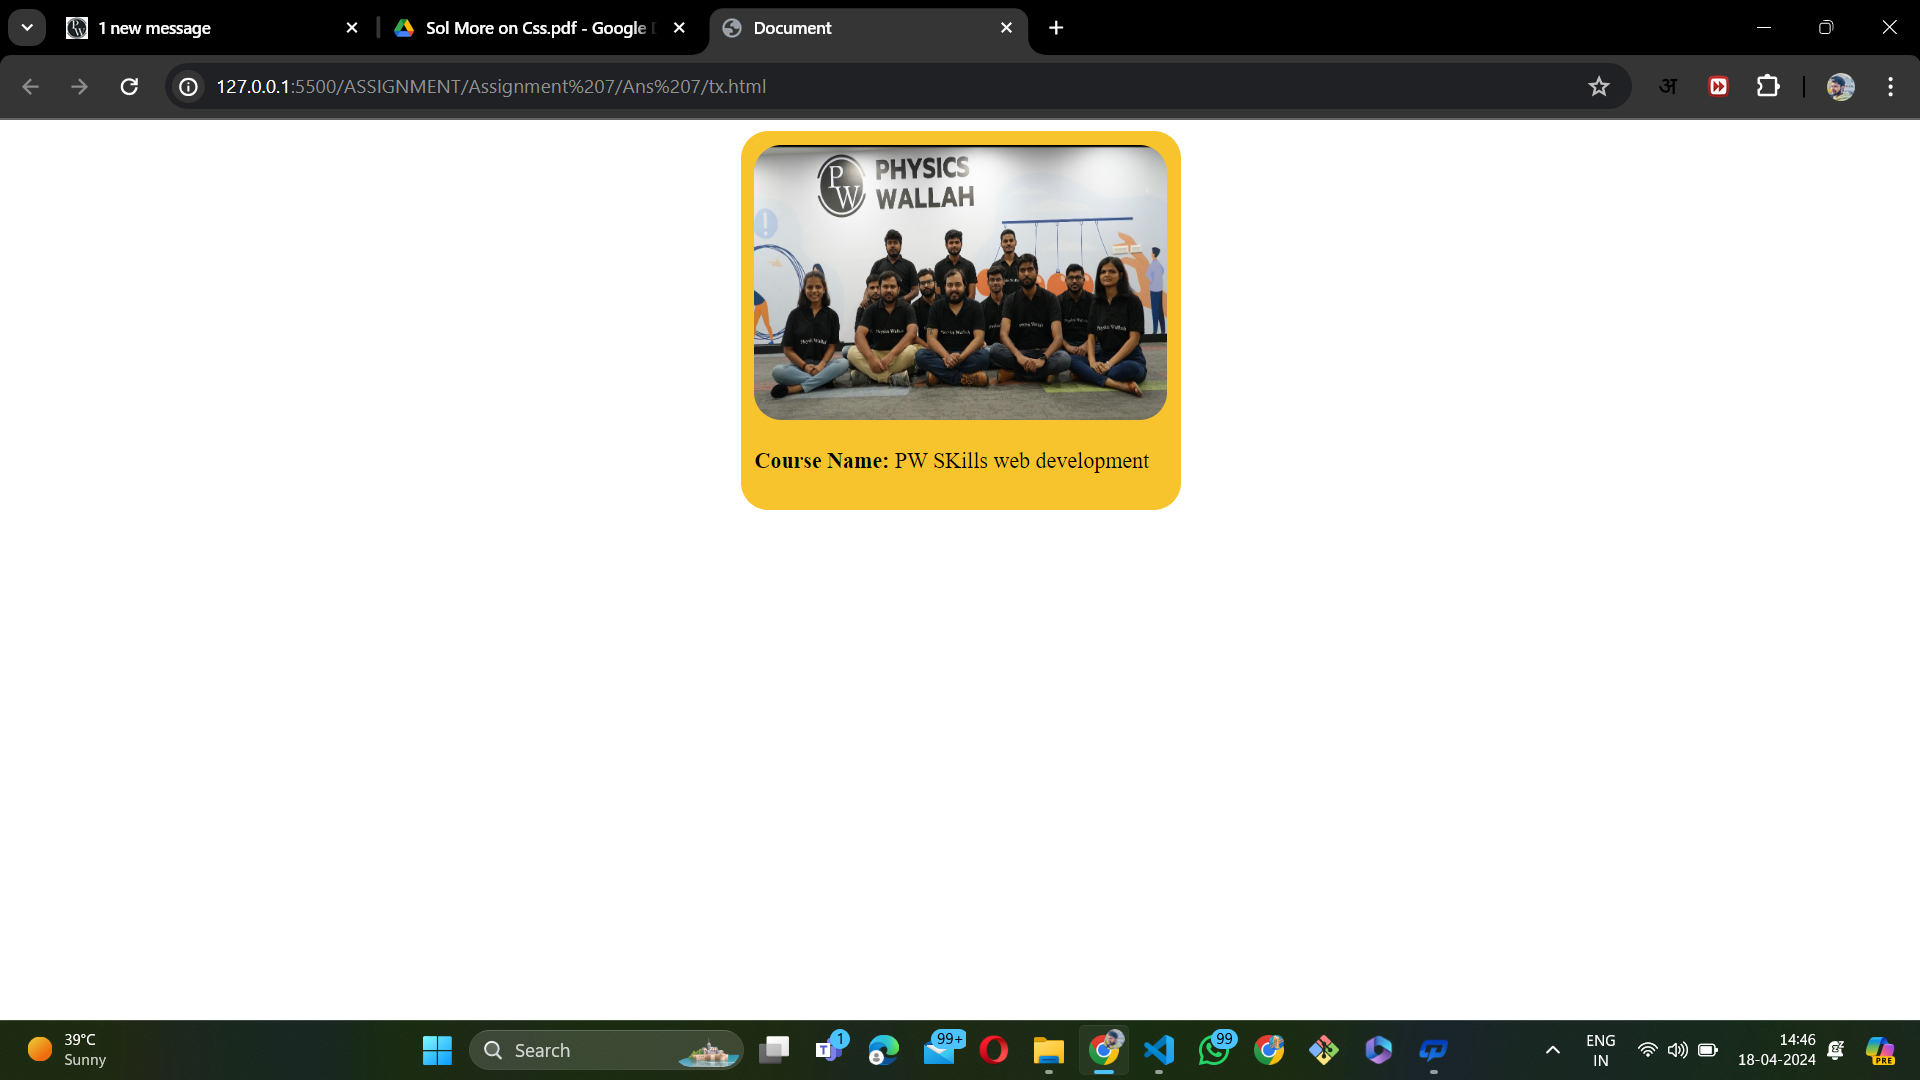 1 new message
Sol More on Css.pdf - Google
Document
127.0.0.1:5500/ASSIGNMENT/Assignment%207/Ans%207/tx.html
अ
PW
PHYSICS
WALLAH
Course Name: PW SKills web development
39°C
Sunny
Search
1
99+
99
ENG
IN
14:46
18-04-2024
PRE